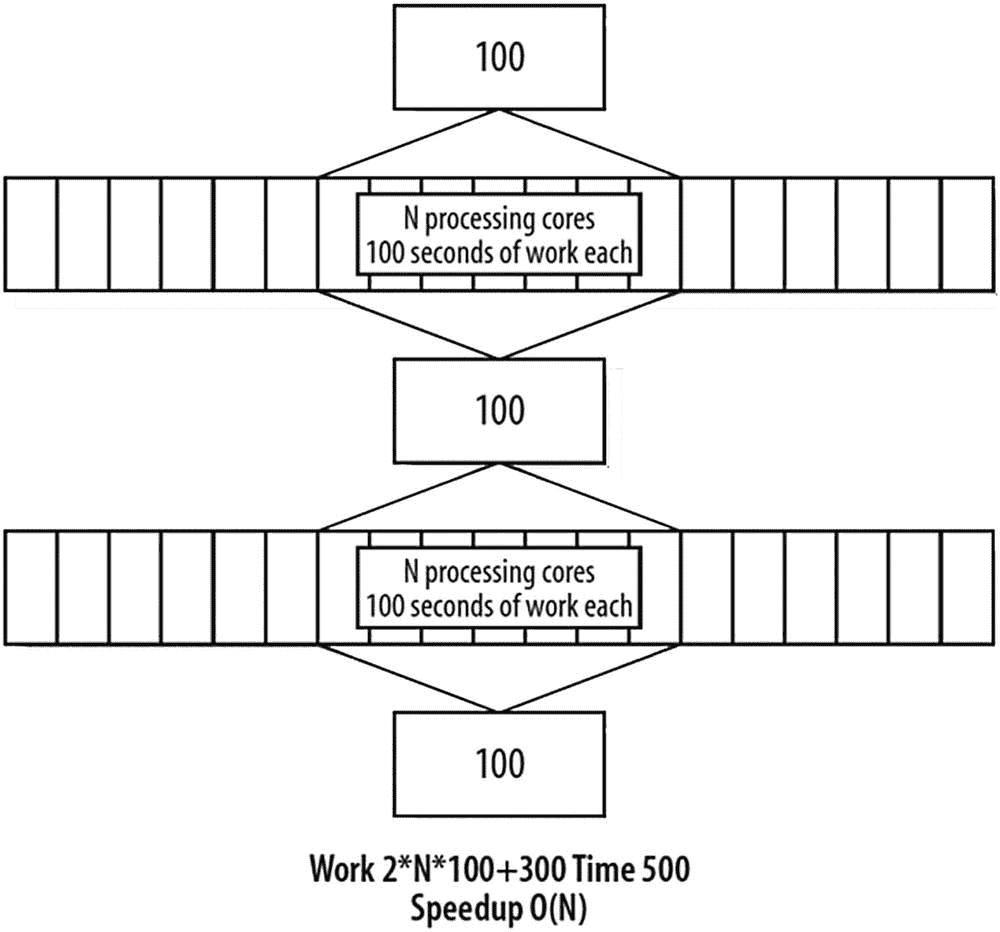 100
N processing cores
100 seconds of work each
100
N processing cores
100 seconds of work each
100
Work 2*N*100+300 Time 500
Speedup O(N)